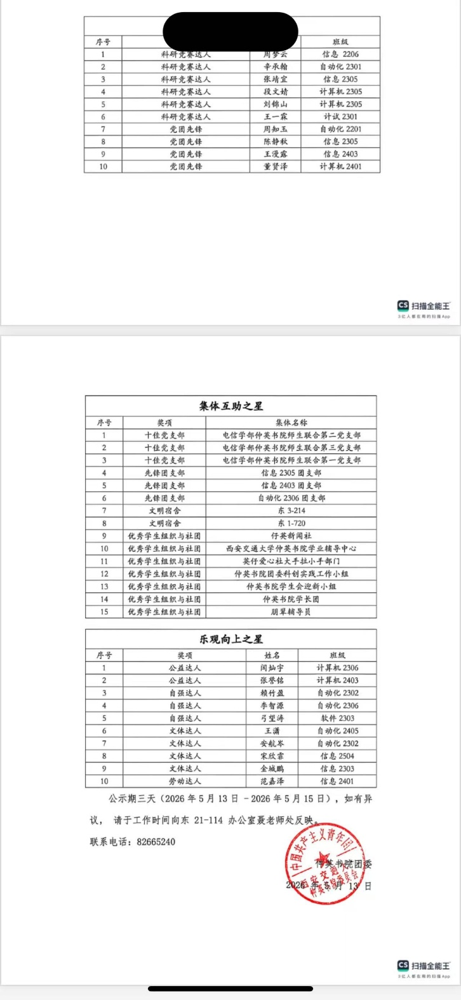 序号 班级
1 科研竞赛达人 周梦云 信息 2206
2 科研竞赛达人 辛承翰 自动化 2301
3 科研竞赛达人 张靖宜 信息 2305
4 科研竞赛达人 段文婧 计算机 2305
5 科研竞赛达人 刘锦山 计算机 2305
6 科研竞赛达人 王一霖 计试 2301
7 党团先锋 周知玉 自动化 2201
8 党团先锋 陈静秋 信息 2305
9 党团先锋 王漫露 信息 2403
10 党团先锋 董贤泽 计算机 2401
CS 扫描全能王
3亿人都在用的扫描App
集体互助之星
序号 奖项 集体名称
1 十佳党支部 电信学部仲英书院师生联合第二党支部
2 十佳党支部 电信学部仲英书院师生联合第三党支部
3 十佳党支部 电信学部仲英书院师生联合第一党支部
4 先锋团支部 信息 2305 团支部
5 先锋团支部 信息 2403 团支部
6 先锋团支部 自动化 2306 团支部
7 文明宿舍 东 3-214
8 文明宿舍 东 1-720
9 优秀学生组织与社团 仔英新闻社
10 优秀学生组织与社团 西安交通大学仲英书院学业辅导中心
11 优秀学生组织与社团 英仔爱心社大手拉小手部门
12 优秀学生组织与社团 仲英书院团委科创实践工作小组
13 优秀学生组织与社团 仲英书院学生会迎新小组
14 优秀学生组织与社团 仲英书院学长团
15 优秀学生组织与社团 朋辈辅导员
乐观向上之星
序号 奖项 姓名 班级
1 公益达人 闫灿宇 计算机 2306
2 公益达人 张誉铭 计算机 2403
3 自强达人 赖竹盈 自动化 2302
4 自强达人 李智源 自动化 2306
5 自强达人 弓望涛 软件 2303
6 文体达人 王潇 自动化 2405
7 文体达人 安航岑 自动化 2302
8 文体达人 宋欣霏 信息 2504
9 文体达人 金城鹏 信息 2303
10 劳动达人 范嘉泽 信息 2401
公示期三天（2026 年 5 月 13 日 -2026 年 5 月 15 日），如有异
议， 请于工作时间向东 21-114 办公室聂老师处反映。
联系电话：82665240
中国共产主义青年团
西安交通大
仲英书院委员会
仲英书院团委
2026 年 5 月 13 日
CS 扫描全能王
3亿人都在用的扫描App